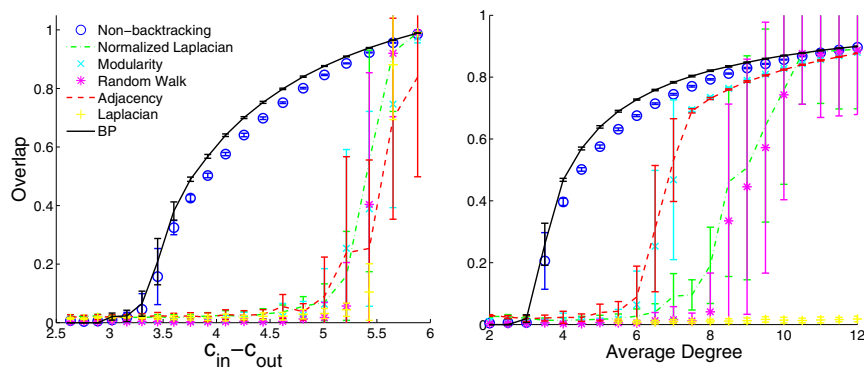 1
0.8
0.6
0.4
0.2
0
Overlap
Non-backtracking
Normalized Laplacian
Modularity
Random Walk
Adjacency
Laplacian
BP
2.5 3 3.5 4 4.5 5 5.5 6
c_in-c_out
1
0.8
0.6
0.4
0.2
0
2 4 6 8 10 12
Average Degree